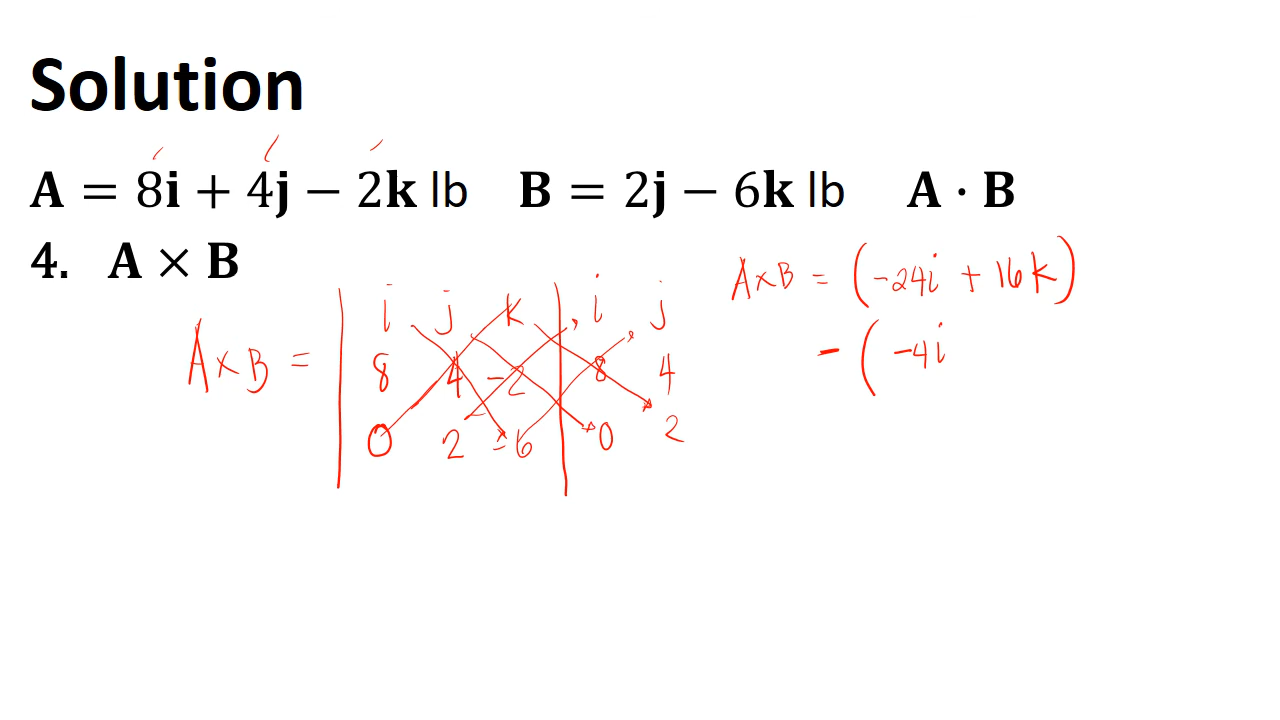 Solution
A = 8i + 4j − 2k lb B = 2j − 6k lb A · B
4. A × B
A×B = (-24i + 16k)
- (-4i
A×B =
i j k i j
8 4 -2 8 4
0 2 -6 0 2